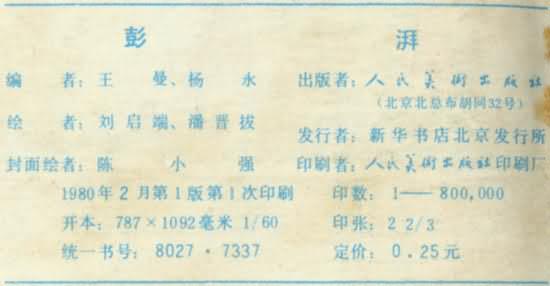 彭 湃
编 者：王 曼、杨 永
绘 者：刘启端、潘晋拔
封面绘者：陈 小 强
1980年2月第1版第1次印刷
开本：787×1092毫米 1/60
统一书号：8027·7337
出版者：人民美術出版社
（北京北总布胡同32号）
发行者：新华书店北京发行所
印刷者：人民美術出版社印刷厂
印数：1—800,000
印张：2 2/3
定价：0.25元